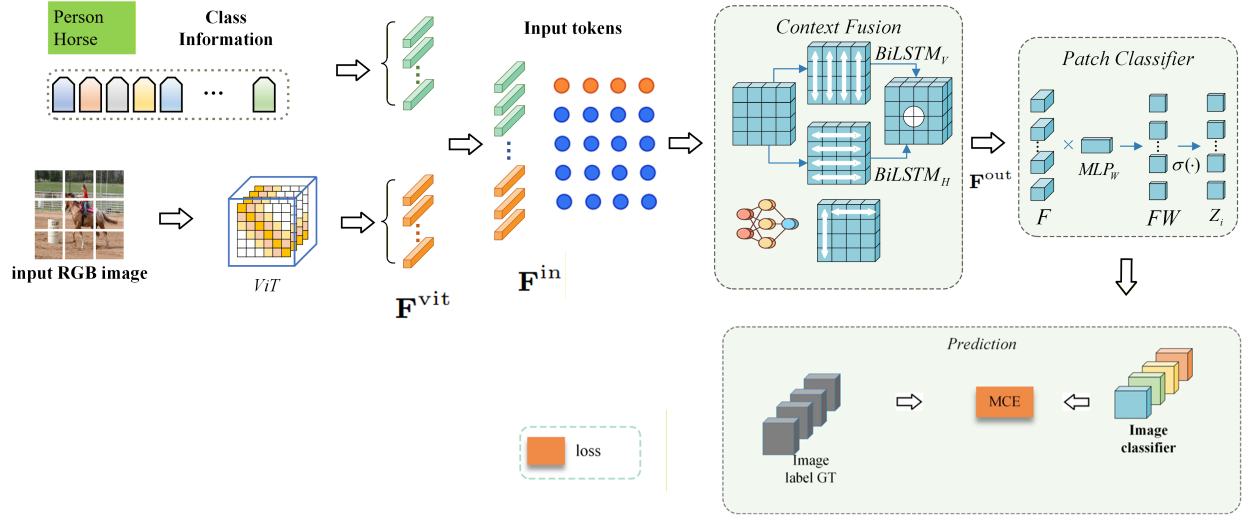 Person
Horse
Class
Information
...
input RGB image
ViT
F^vit
Input tokens
F^in
Context Fusion
BiLSTM_V
BiLSTM_H
F^out
Patch Classifier
× MLP_W σ(·)
F FW Z_i
Prediction
MCE
Image
label GT
Image
classifier
loss